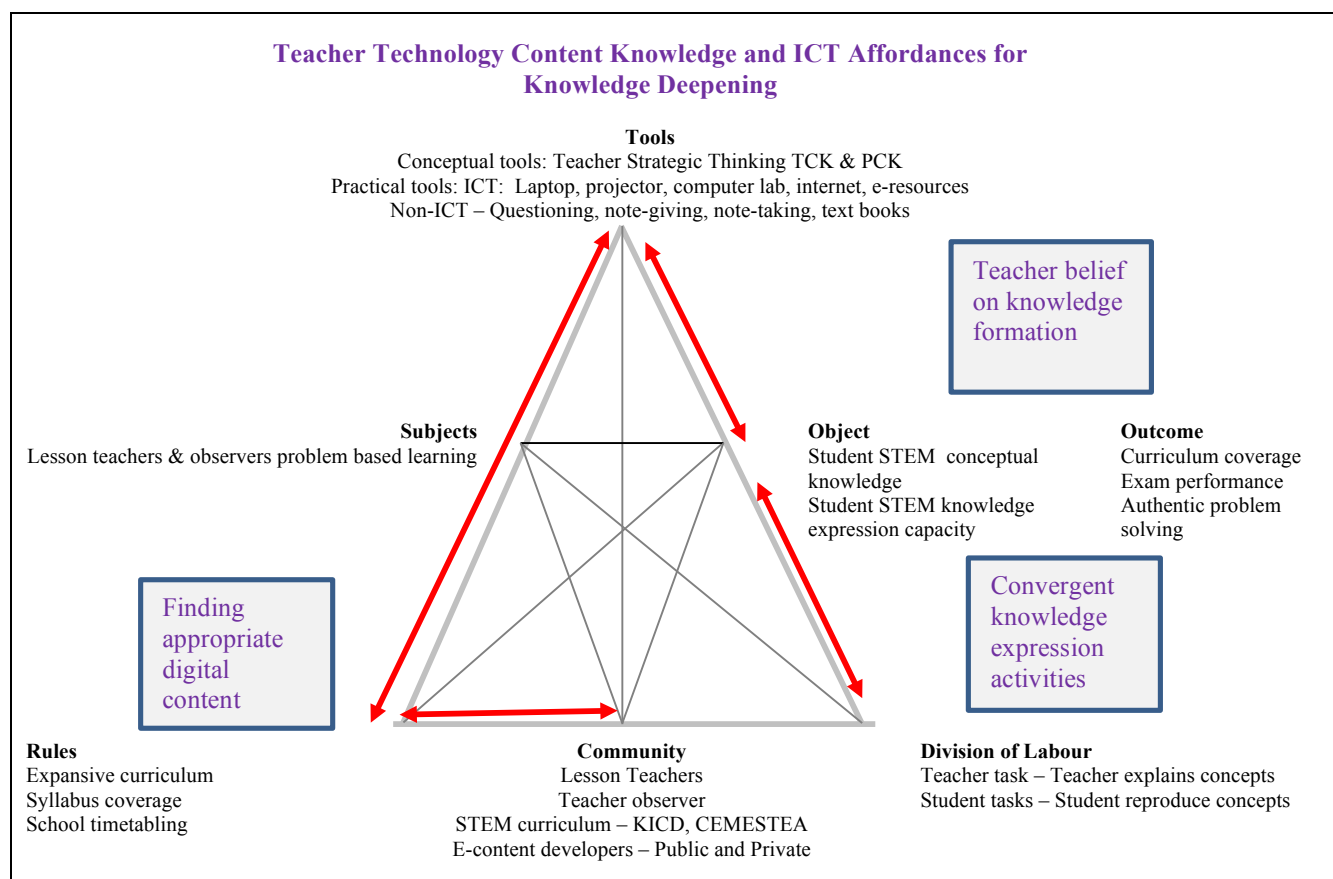 Teacher Technology Content Knowledge and ICT Affordances for
Knowledge Deepening
Tools
Conceptual tools: Teacher Strategic Thinking TCK & PCK
Practical tools: ICT: Laptop, projector, computer lab, internet, e-resources
Non-ICT – Questioning, note-giving, note-taking, text books
Teacher belief
on knowledge
formation
Subjects
Lesson teachers & observers problem based learning
Object
Student STEM conceptual
knowledge
Student STEM knowledge
expression capacity
Outcome
Curriculum coverage
Exam performance
Authentic problem
solving
Finding
appropriate
digital
content
Convergent
knowledge
expression
activities
Rules
Expansive curriculum
Syllabus coverage
School timetabling
Community
Lesson Teachers
Teacher observer
STEM curriculum – KICD, CEMESTEA
E-content developers – Public and Private
Division of Labour
Teacher task – Teacher explains concepts
Student tasks – Student reproduce concepts